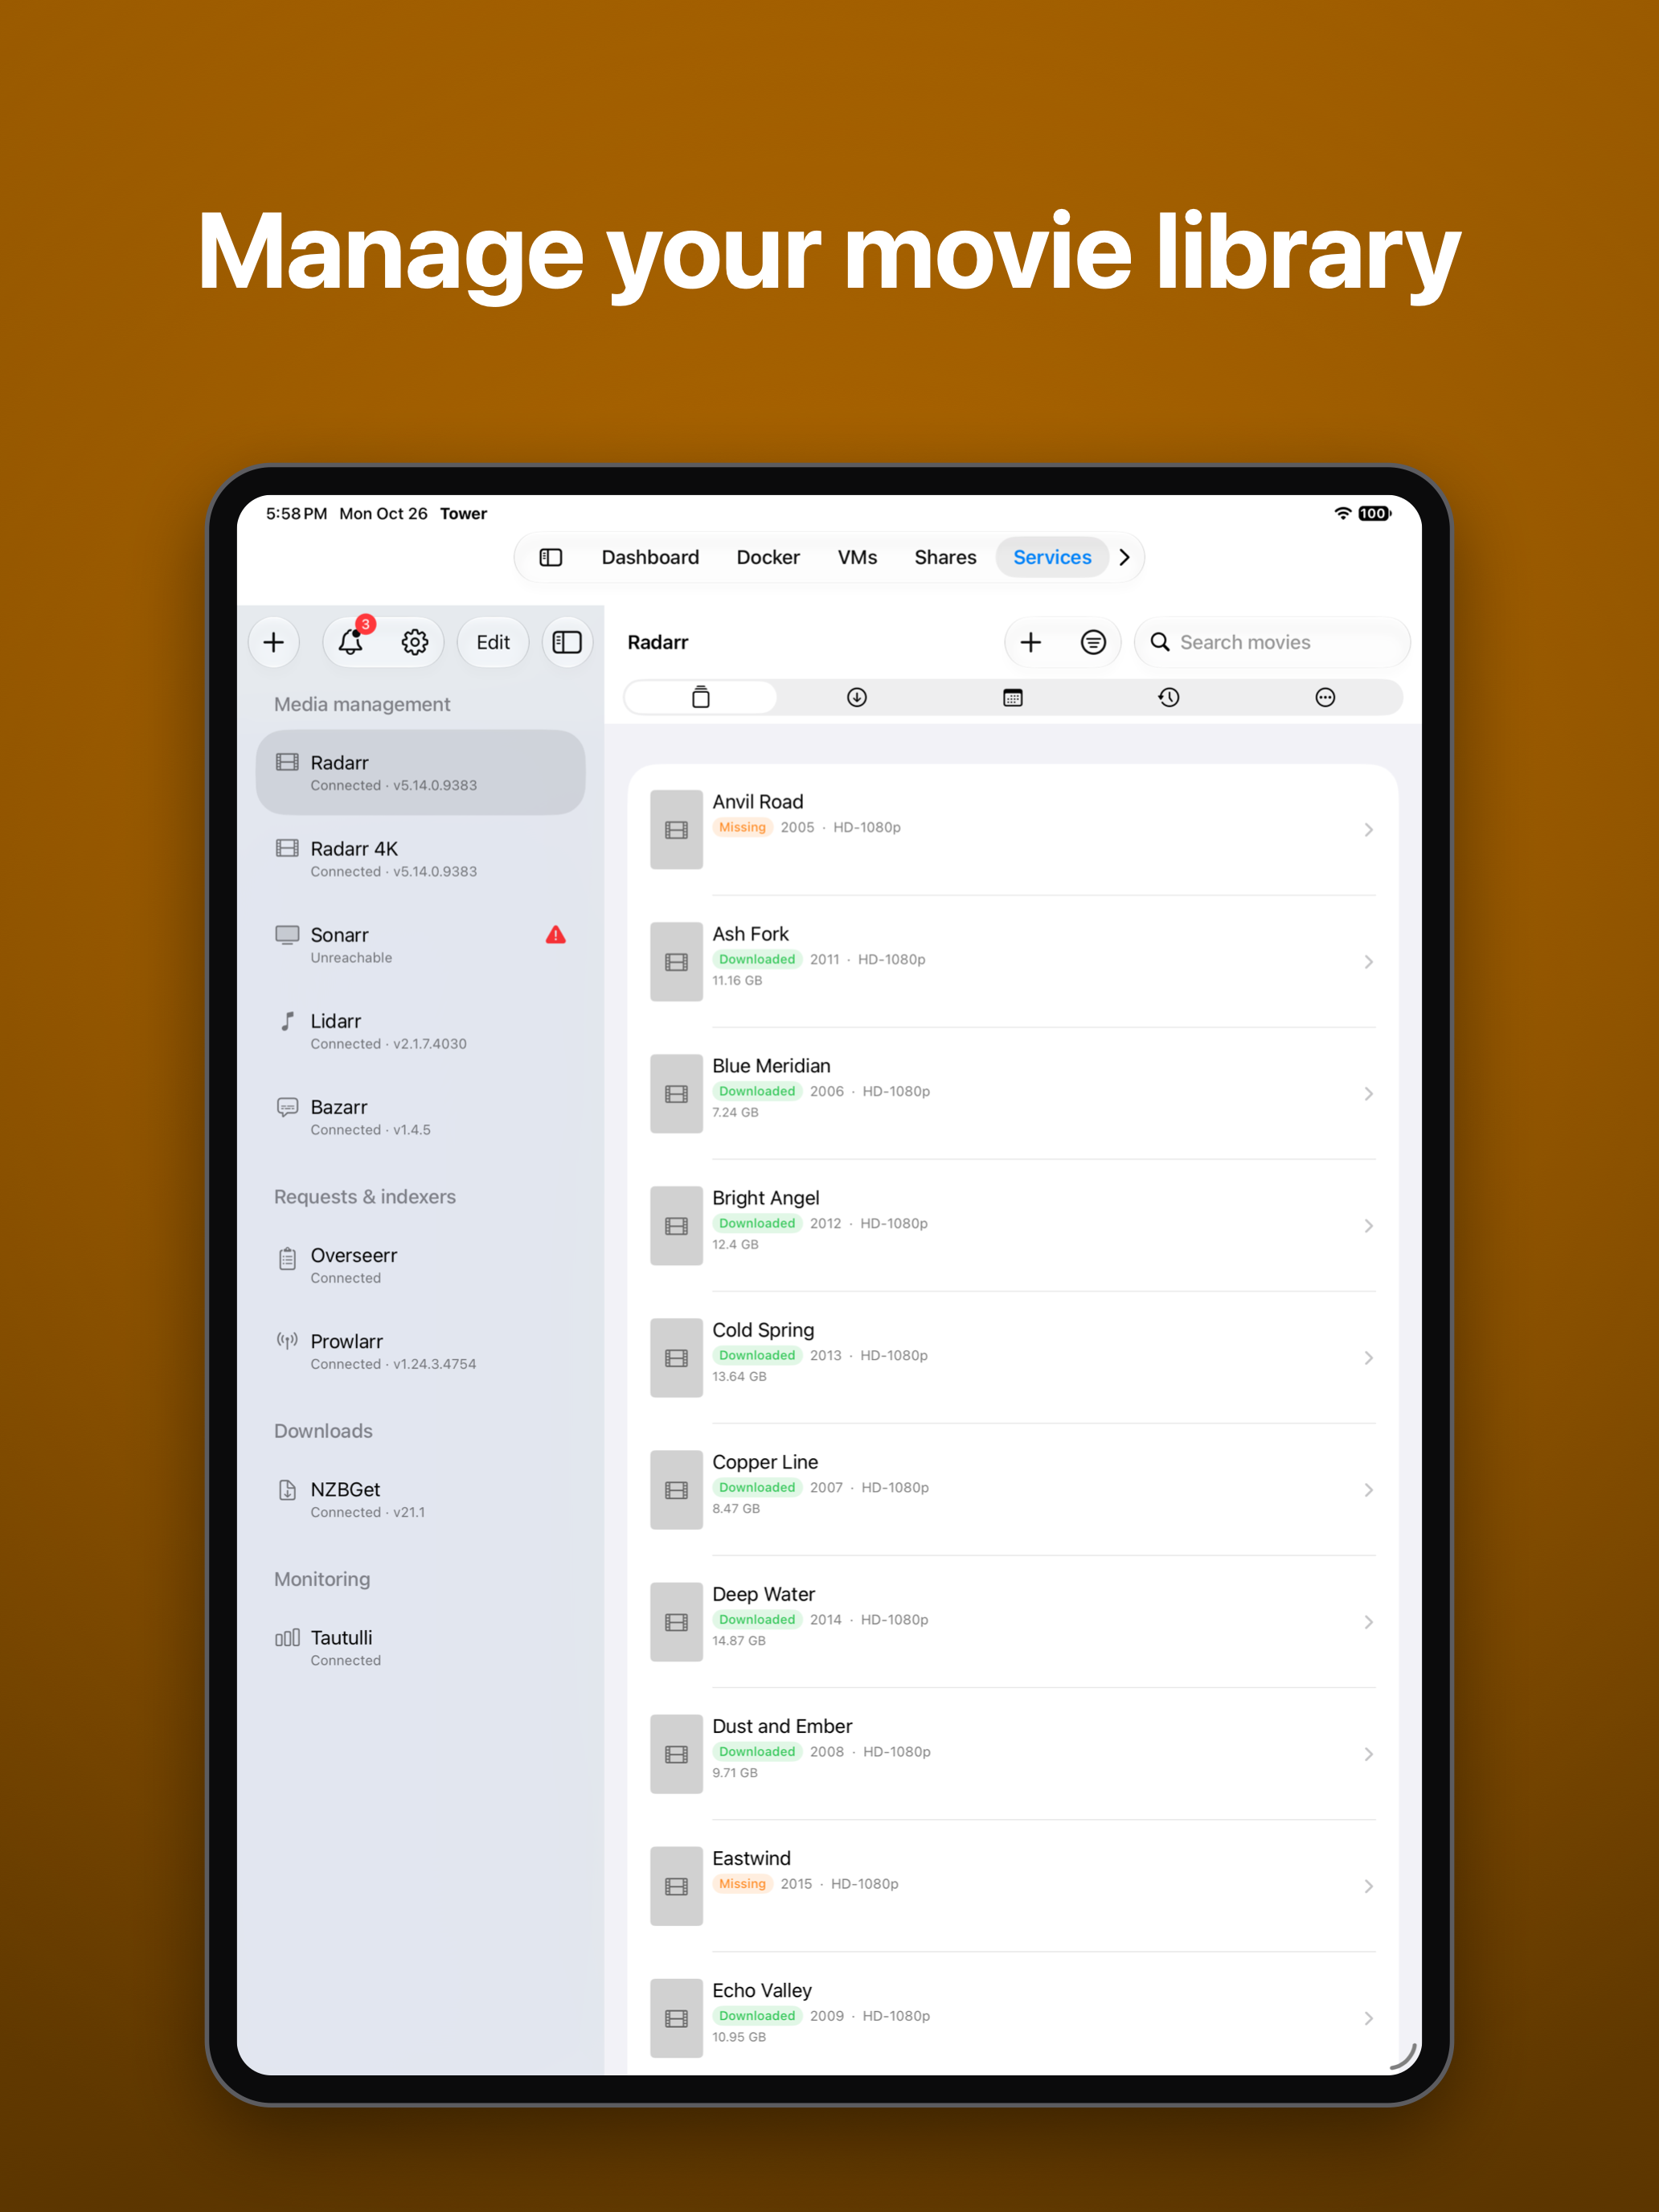 Manage your movie library
5:58 PM Mon Oct 26 Tower
100
Dashboard Docker VMs Shares Services
3
Edit
Media management
Radarr
Connected · v5.14.0.9383
Radarr 4K
Connected · v5.14.0.9383
Sonarr
Unreachable
Lidarr
Connected · v2.1.7.4030
Bazarr
Connected · v1.4.5
Requests & indexers
Overseerr
Connected
Prowlarr
Connected · v1.24.3.4754
Downloads
NZBGet
Connected · v21.1
Monitoring
Tautulli
Connected
Radarr
Search movies
Anvil Road
Missing 2005 · HD-1080p
Ash Fork
Downloaded 2011 · HD-1080p
11.16 GB
Blue Meridian
Downloaded 2006 · HD-1080p
7.24 GB
Bright Angel
Downloaded 2012 · HD-1080p
12.4 GB
Cold Spring
Downloaded 2013 · HD-1080p
13.64 GB
Copper Line
Downloaded 2007 · HD-1080p
8.47 GB
Deep Water
Downloaded 2014 · HD-1080p
14.87 GB
Dust and Ember
Downloaded 2008 · HD-1080p
9.71 GB
Eastwind
Missing 2015 · HD-1080p
Echo Valley
Downloaded 2009 · HD-1080p
10.95 GB